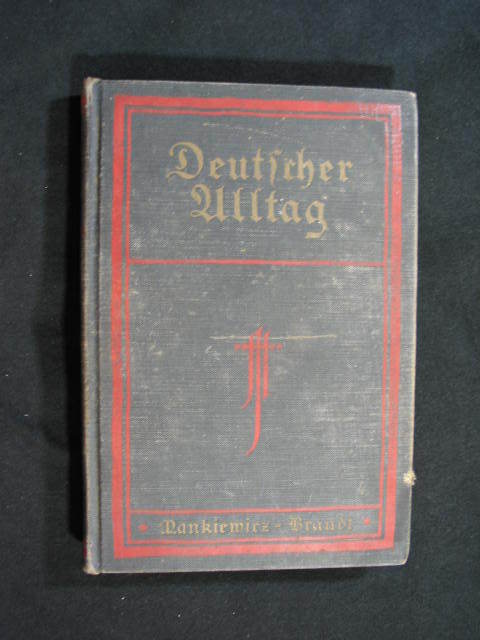 Deutſcher
Alltag
Mankiewicz - Brandt